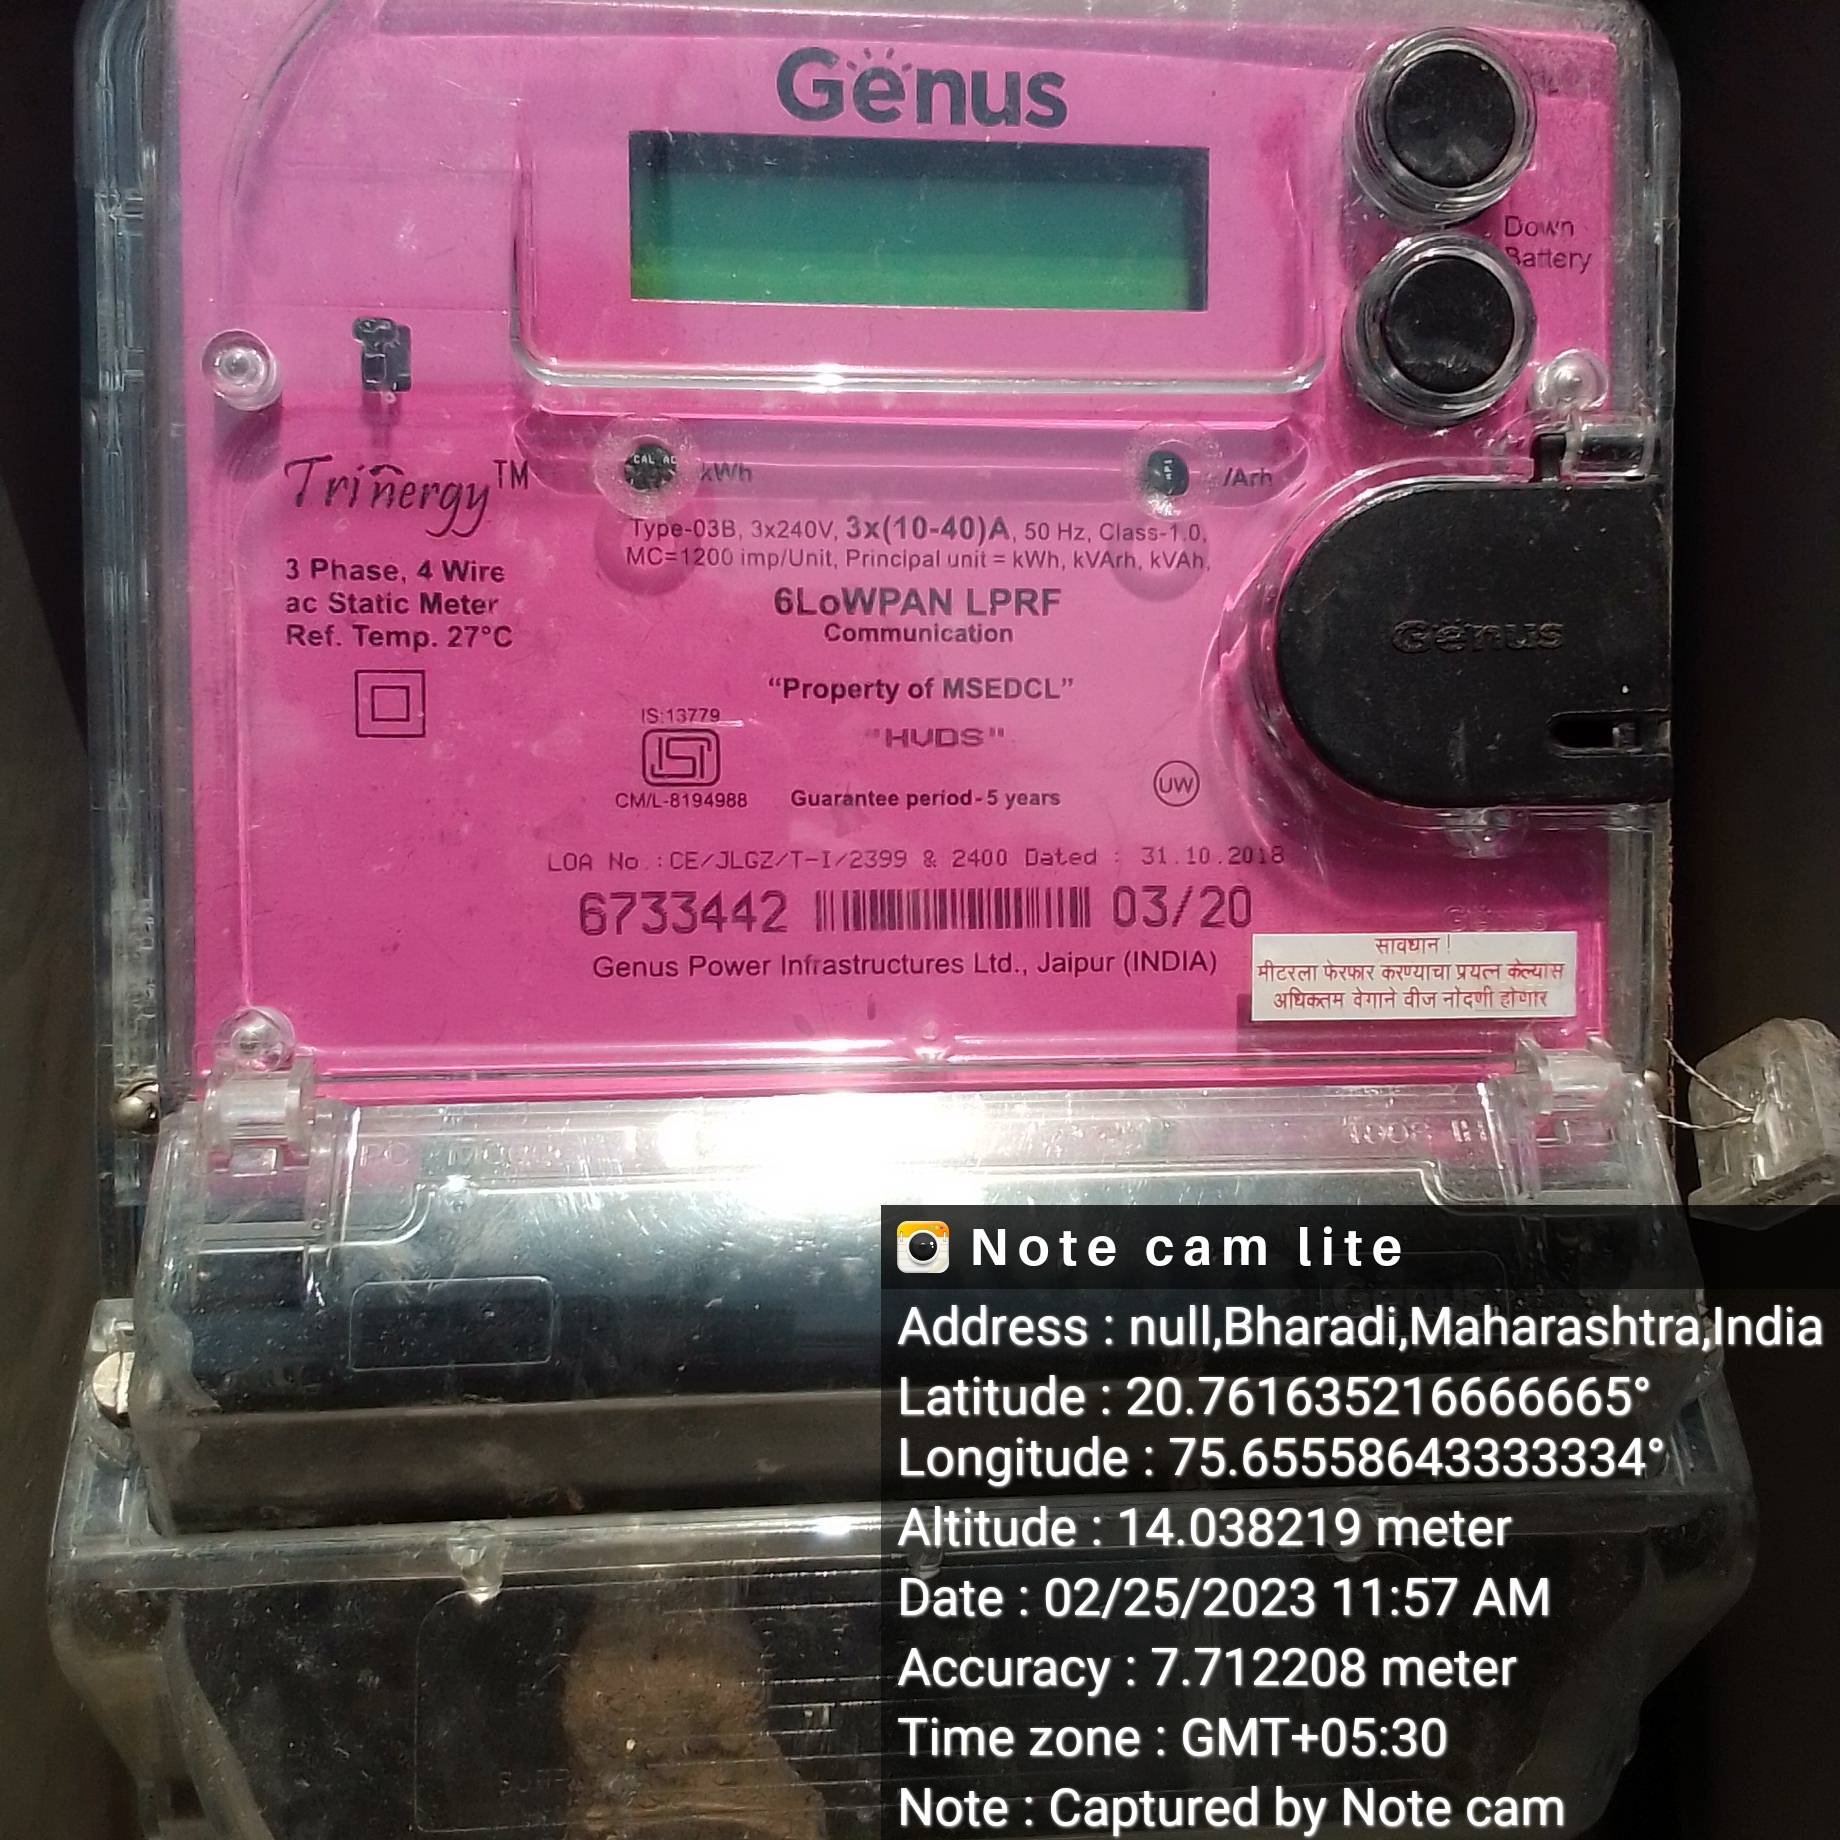 Genus
Down
Battery
Trinergy™
CAL
kWh
/Arh
Type-03B, 3x240V, 3x(10-40)A, 50 Hz, Class-1.0,
MC=1200 imp/Unit, Principal unit = kWh, kVArh, kVAh,
3 Phase, 4 Wire
ac Static Meter
Ref. Temp. 27°C
6LoWPAN LPRF
Communication
Genus
"Property of MSEDCL"
IS:13779
"HVDS"
ISI
UW
CM/L-8194988
Guarantee period-5 years
LOA No.:CE/JLGZ/T-I/2399 & 2400 Dated : 31.10.2018
6733442 03/20
Genus Power Infrastructures Ltd., Jaipur (INDIA)
Genus
सावधान !
मीटरला फेरफार करण्याचा प्रयत्न केल्यास
अधिकतम वेगाने वीज नोंदणी होणार
Note cam lite
Address : null,Bharadi,Maharashtra,India
Latitude : 20.761635216666665°
Longitude : 75.65558643333334°
Altitude : 14.038219 meter
Date : 02/25/2023 11:57 AM
Accuracy : 7.712208 meter
Time zone : GMT+05:30
Note : Captured by Note cam